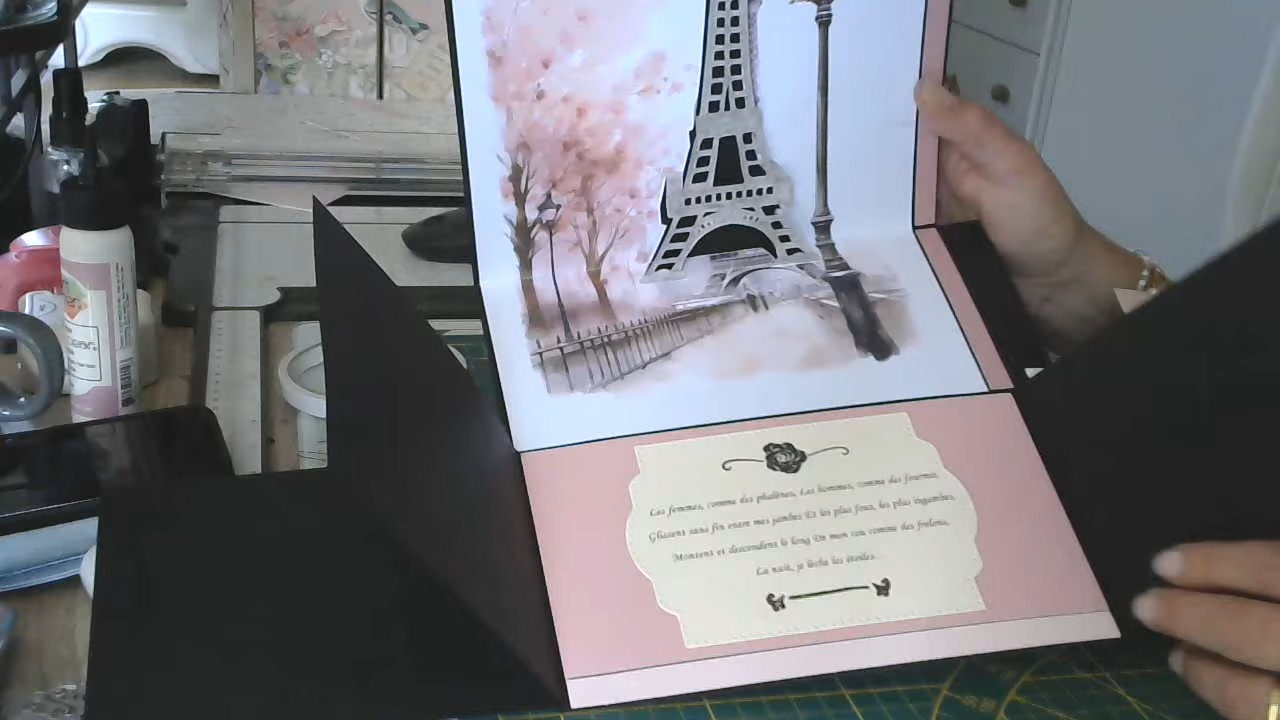 Les femmes, comme des phalènes, Les hommes, comme des fourmis,
Glissent sans fin entre mes jambes Et les plus fous, les plus ingambes,
Montent et descendent le long De mon cou comme des frelons,
La nuit, je lèche les étoiles...